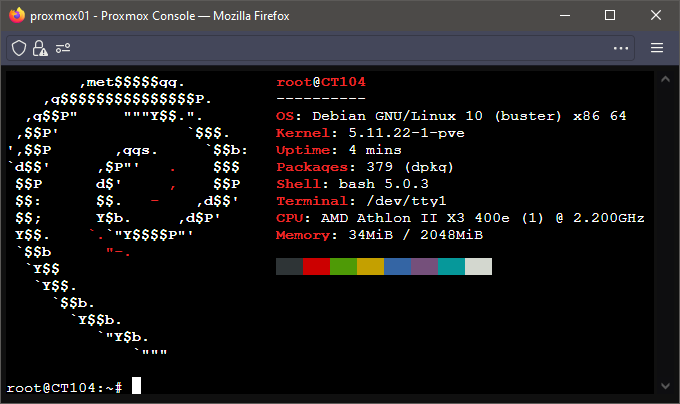 proxmox01 - Proxmox Console — Mozilla Firefox
root@CT104
----------
OS: Debian GNU/Linux 10 (buster) x86 64
Kernel: 5.11.22-1-pve
Uptime: 4 mins
Packages: 379 (dpkg)
Shell: bash 5.0.3
Terminal: /dev/tty1
CPU: AMD Athlon II X3 400e (1) @ 2.200GHz
Memory: 34MiB / 2048MiB
,met$$$$$gg.
,g$$$$$$$$$$$$$$$P.
,g$$P" """Y$$.".
,$$P' `$$$.
',$$P ,ggs. `$$b:
`d$$' ,$P"' . $$$
$$P d$' , $$P
$$: $$. - ,d$$'
$$; Y$b. ,d$P'
Y$$. `.`"Y$$$$P"'
`$$b "-.
`Y$$
`Y$$.
`$$b.
`Y$$b.
`"Y$b.
`"""
root@CT104:~#